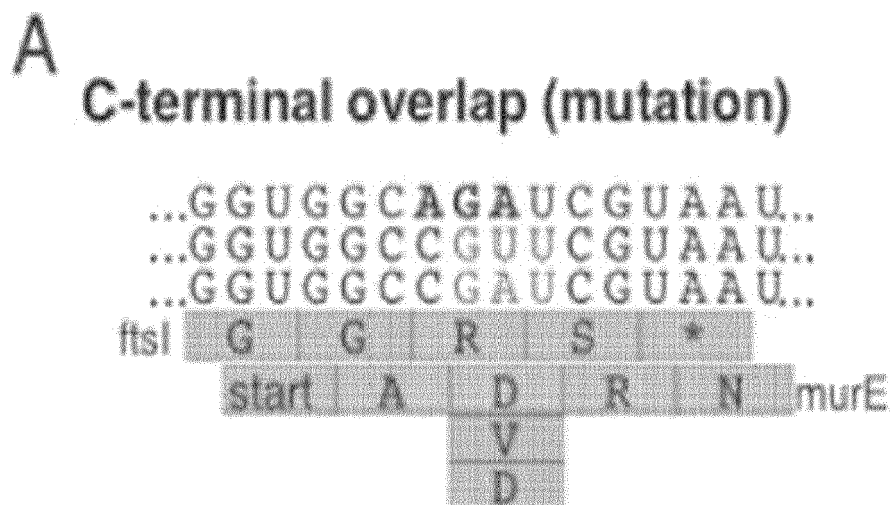 A
C-terminal overlap (mutation)
...GGUGGCAGAUCGUAAU...
...GGUGGCCGUUCGUAAU...
...GGUGGCCGAUCGUAAU...
ftsI G G R S *
start A D R N murE
V
D